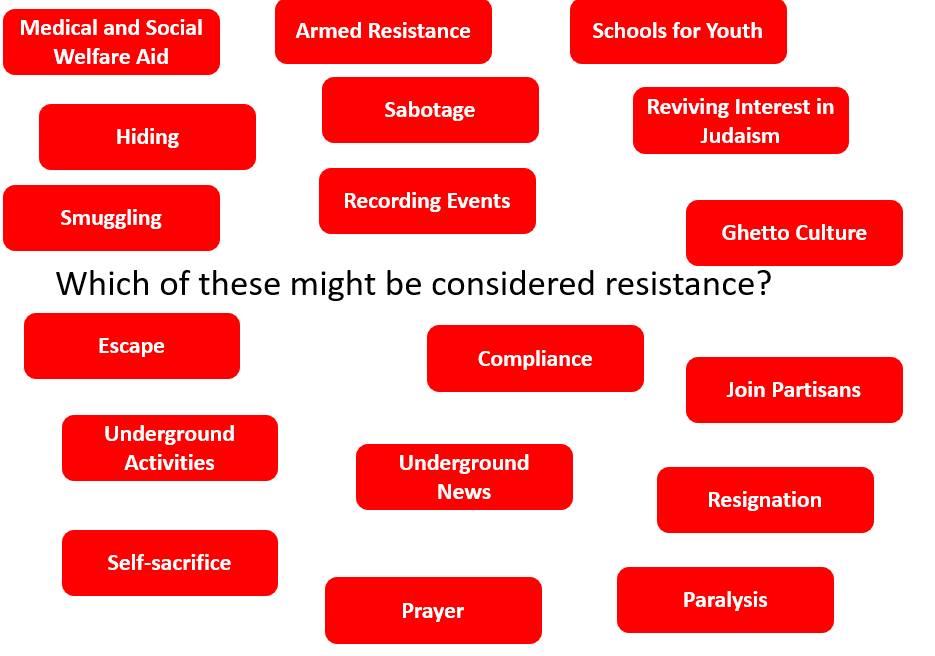 Medical and Social
Welfare Aid
Armed Resistance
Schools for Youth
Hiding
Sabotage
Reviving Interest in
Judaism
Smuggling
Recording Events
Ghetto Culture
Which of these might be considered resistance?
Escape
Compliance
Join Partisans
Underground
Activities
Underground
News
Resignation
Self-sacrifice
Prayer
Paralysis